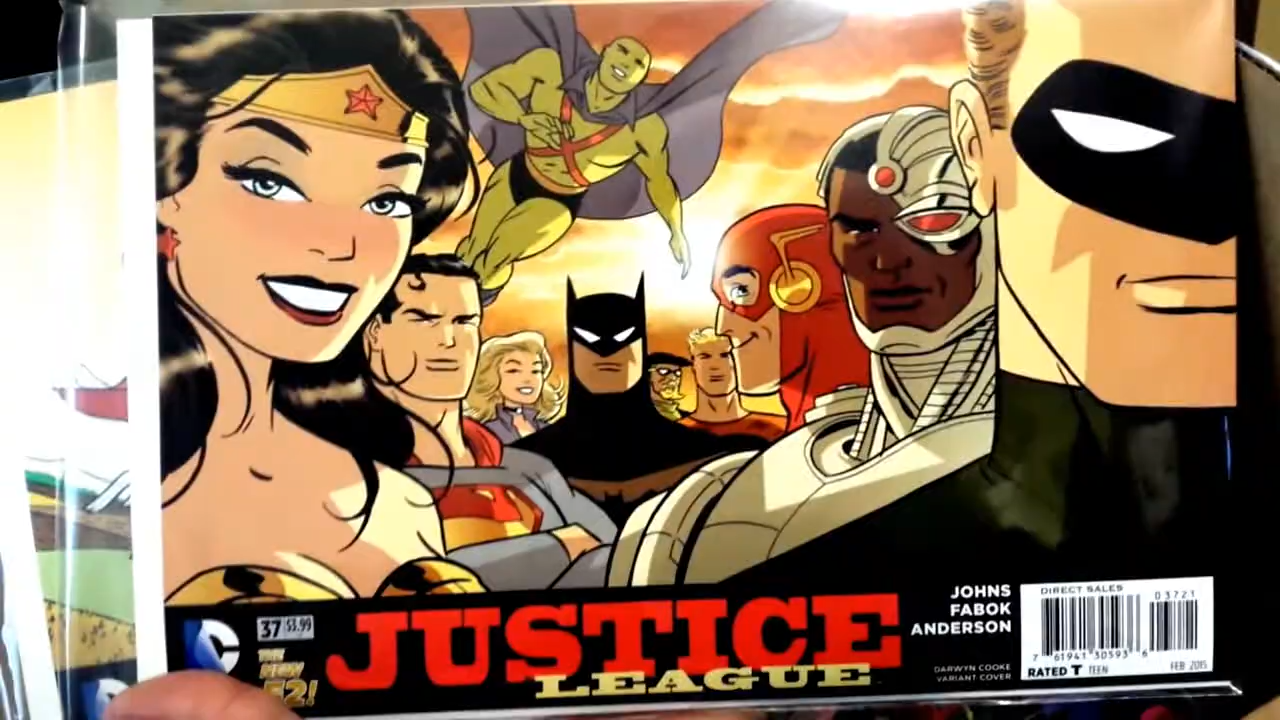 37 $3.99
THE
NEW
52!
JUSTICE
LEAGUE
JOHNS
FABOK
ANDERSON
DARWYN COOKE
VARIANT COVER
DIRECT SALES
03721
7 61941 30593 6
RATED T TEEN
FEB 2015